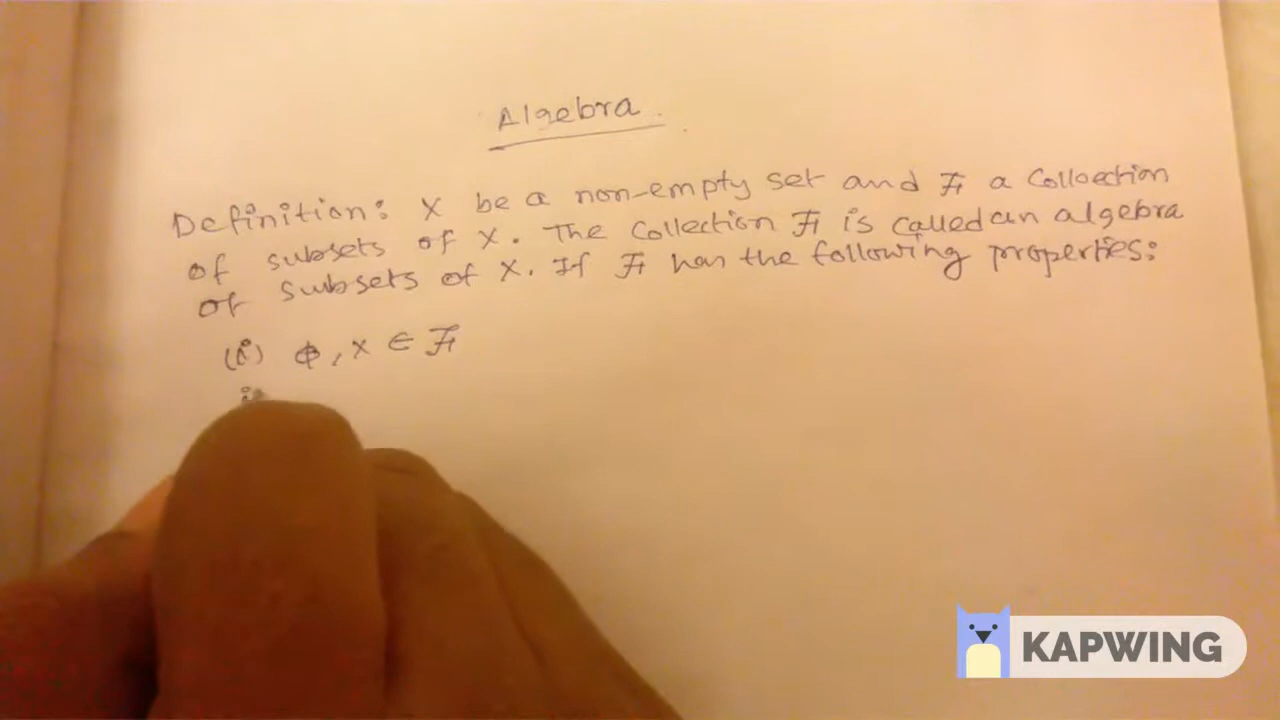 Algebra
Definition: X be a non-empty set and ℱ a Colloection
of subsets of X. The Collection ℱ is called an algebra
of subsets of X. If ℱ has the following properties:
(i) ϕ, X ∈ ℱ
ii
KAPWING